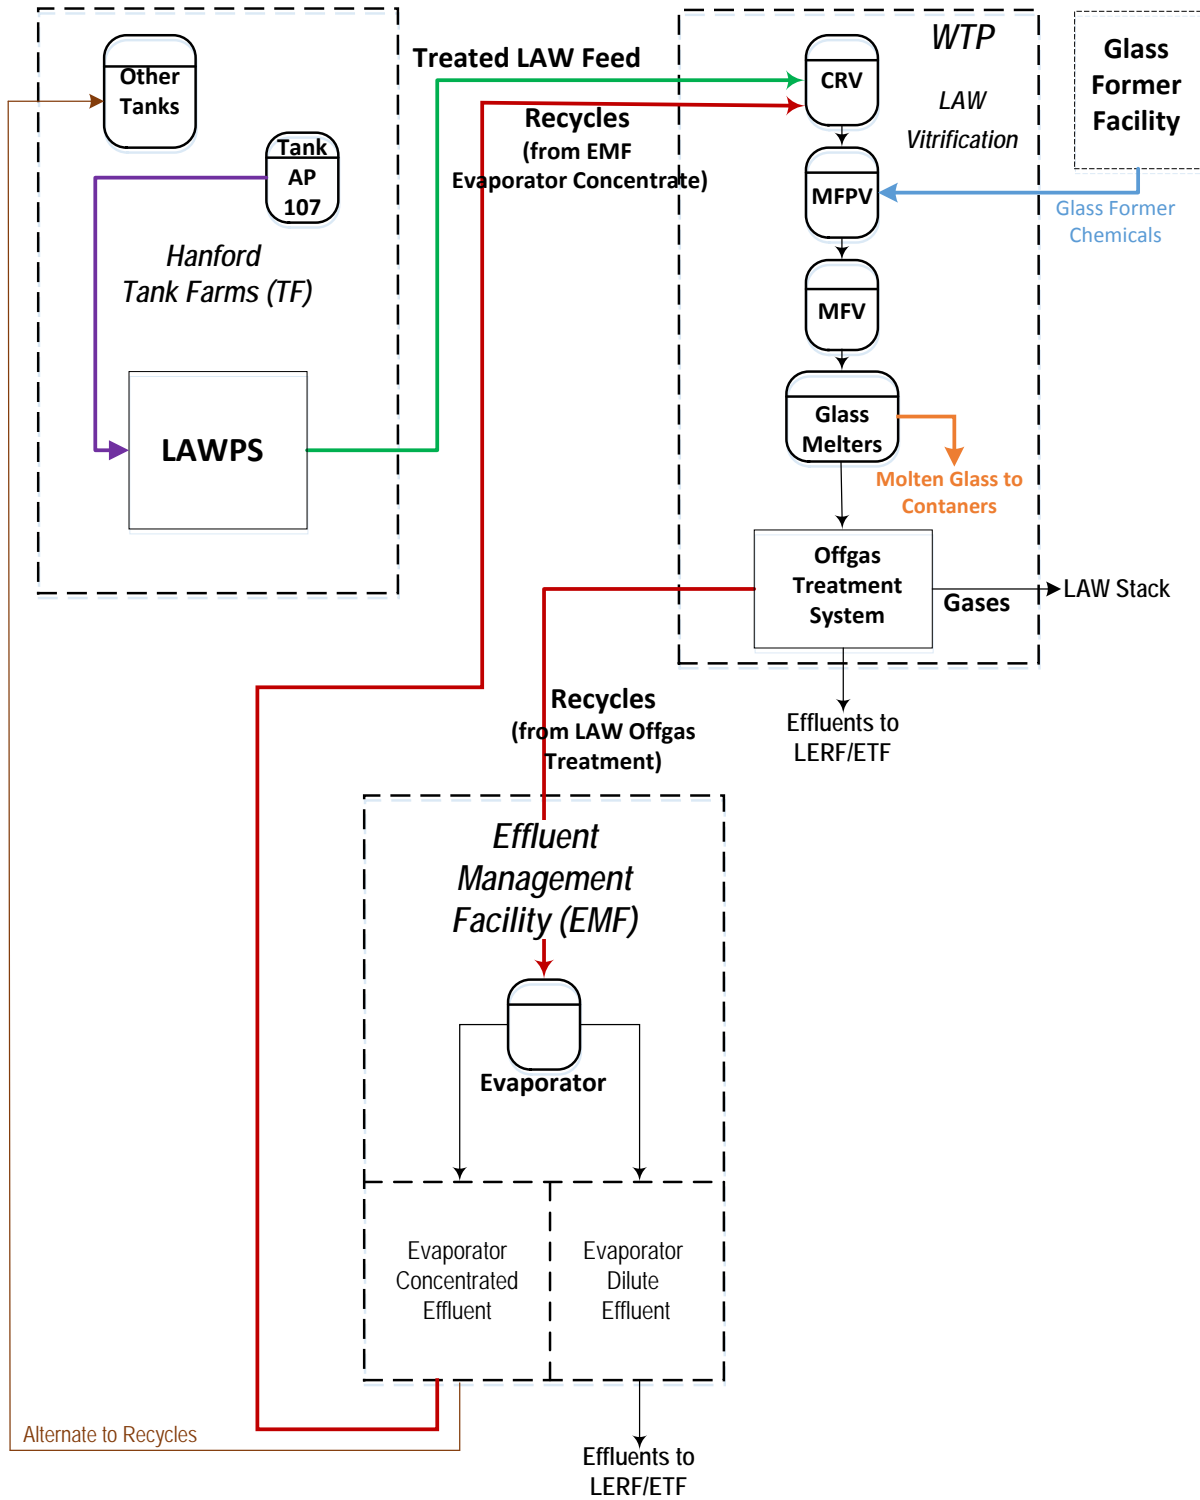 Other
Tanks
Tank
AP
107
Hanford
Tank Farms (TF)
LAWPS
Treated LAW Feed
Recycles
(from EMF
Evaporator Concentrate)
WTP
LAW
Vitrification
CRV
MFPV
MFV
Glass
Melters
Molten Glass to
Contaners
Glass
Former
Facility
Glass Former
Chemicals
Offgas
Treatment
System
Gases
LAW Stack
Effluents to
LERF/ETF
Recycles
(from LAW Offgas
Treatment)
Effluent
Management
Facility (EMF)
Evaporator
Evaporator
Concentrated
Effluent
Evaporator
Dilute
Effluent
Alternate to Recycles
Effluents to
LERF/ETF